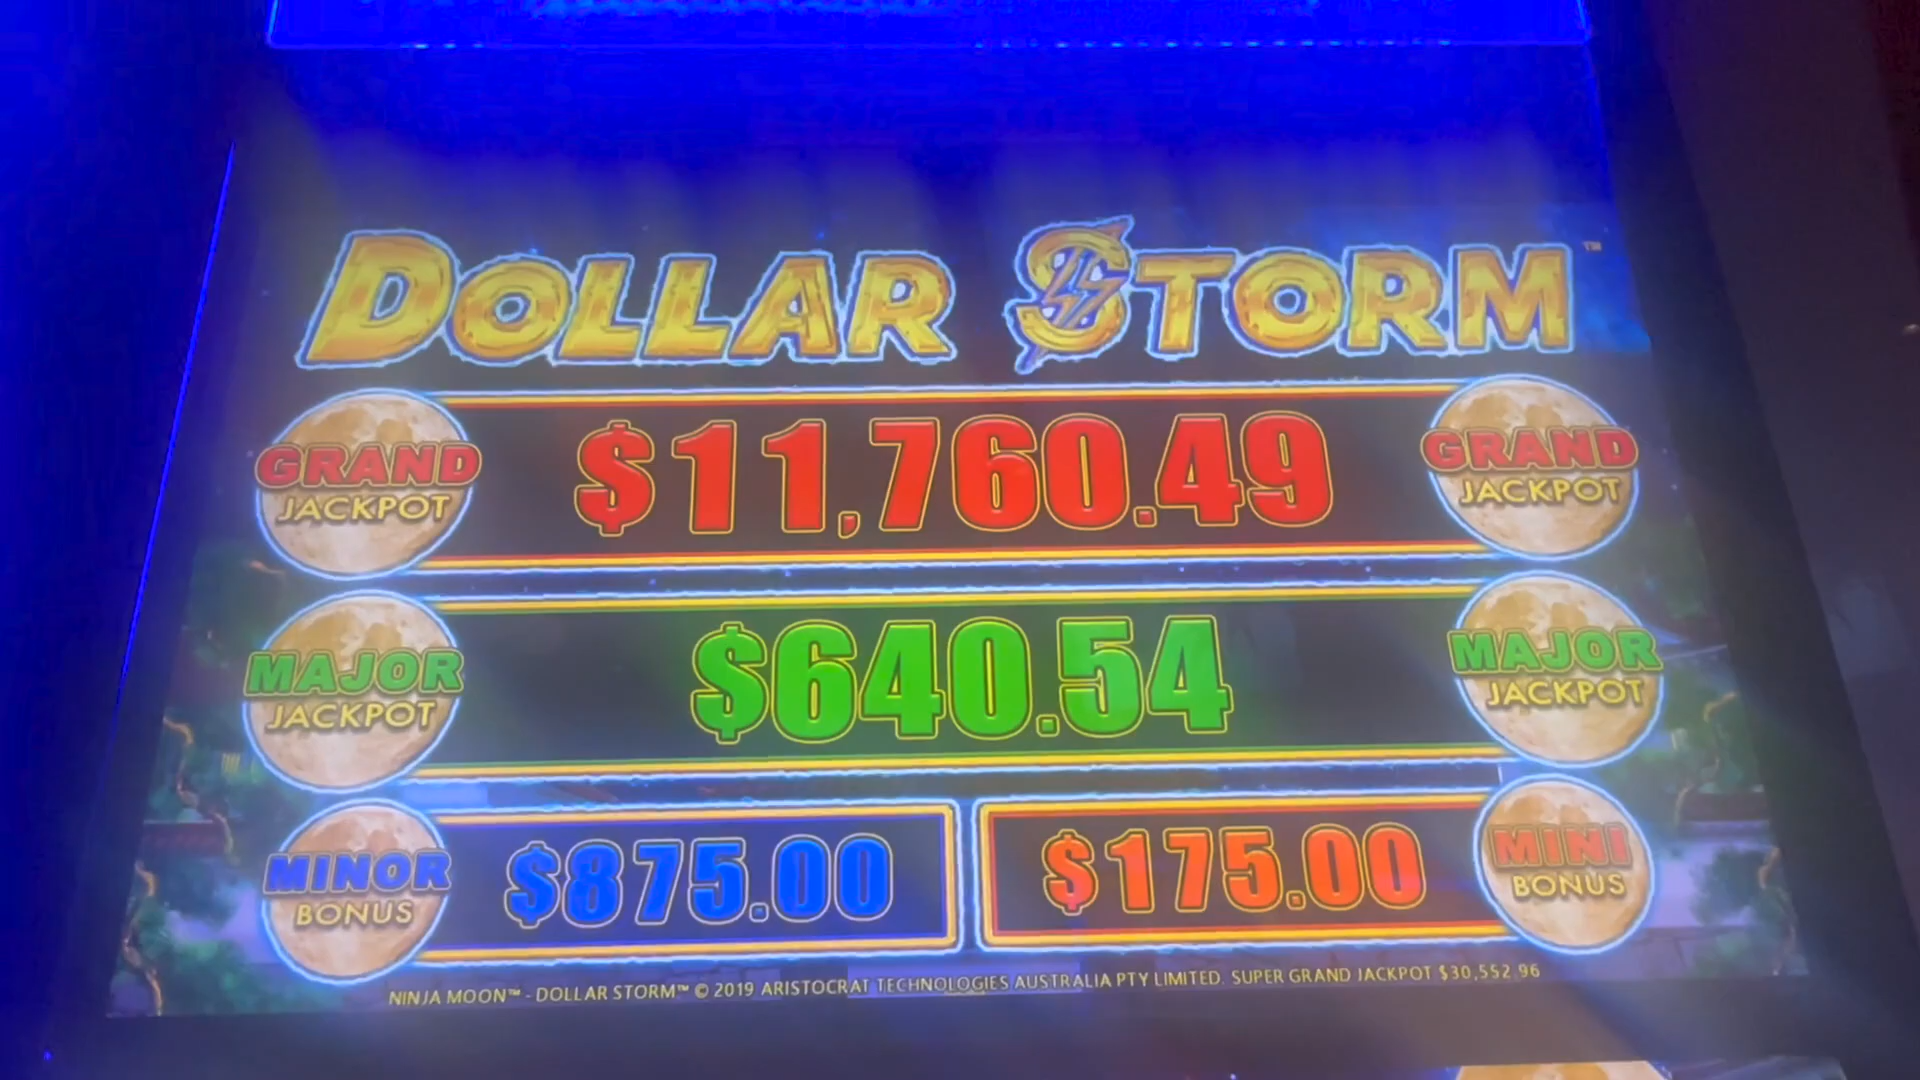 DOLLAR STORM™
GRAND JACKPOT $11,760.49 GRAND JACKPOT
MAJOR JACKPOT $640.54 MAJOR JACKPOT
MINOR BONUS $875.00 $175.00 MINI BONUS
NINJA MOON™ - DOLLAR STORM™ © 2019 ARISTOCRAT TECHNOLOGIES AUSTRALIA PTY LIMITED. SUPER GRAND JACKPOT $30,552.96